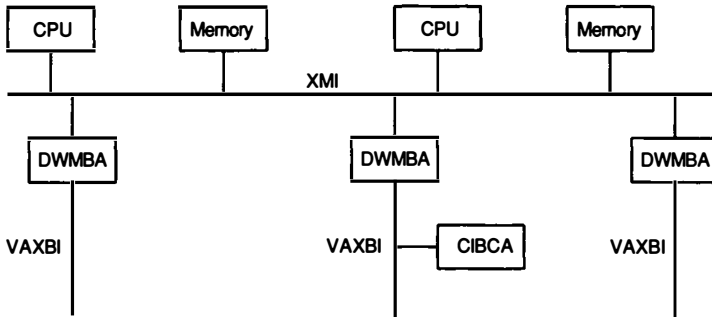 CPU
Memory
CPU
Memory
XMI
DWMBA
DWMBA
DWMBA
VAXBI
VAXBI
CIBCA
VAXBI